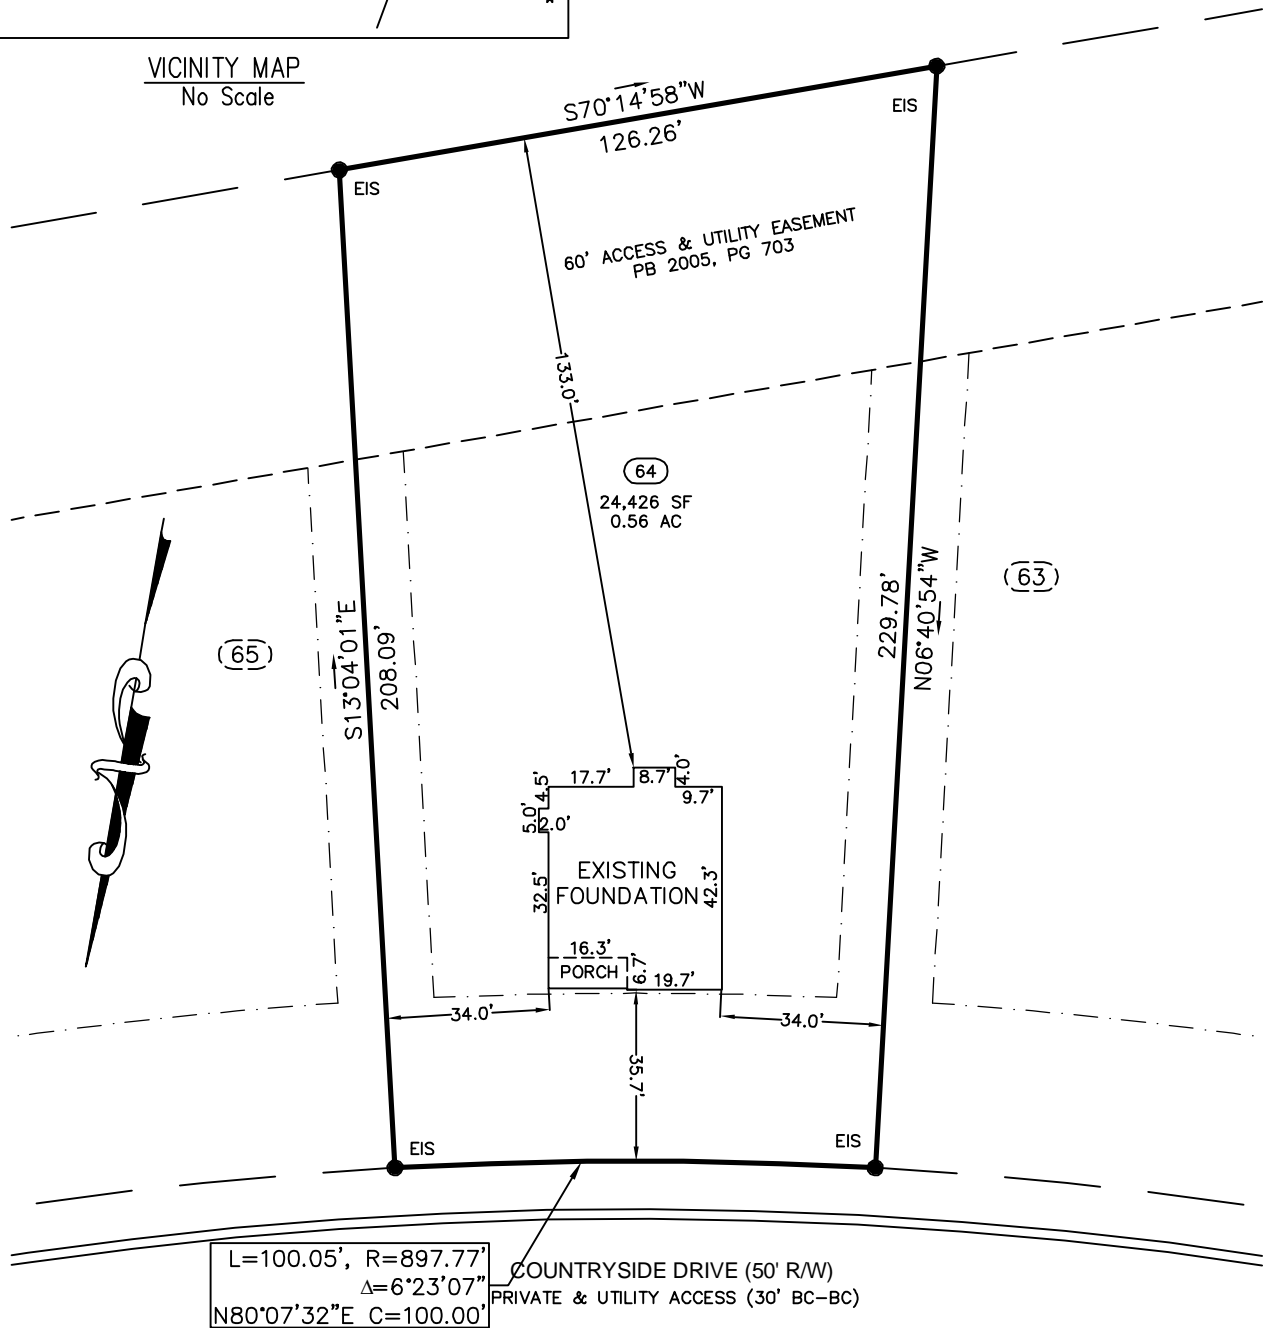 VICINITY MAP
No Scale
S70°14'58"W
126.26'
EIS
EIS
60' ACCESS & UTILITY EASEMENT
PB 2005, PG 703
133.0'
64
24,426 SF
0.56 AC
63
65
S13°04'01"E
208.09'
229.78'
N06°40'54"W
17.7'
8.7'
4.0'
9.7'
4.5'
5.0'
2.0'
EXISTING
FOUNDATION
32.5'
42.3'
16.3'
PORCH
6.7'
19.7'
34.0'
34.0'
35.7'
EIS
EIS
L=100.05', R=897.77'
Δ=6°23'07"
N80°07'32"E C=100.00'
COUNTRYSIDE DRIVE (50' R/W)
PRIVATE & UTILITY ACCESS (30' BC-BC)